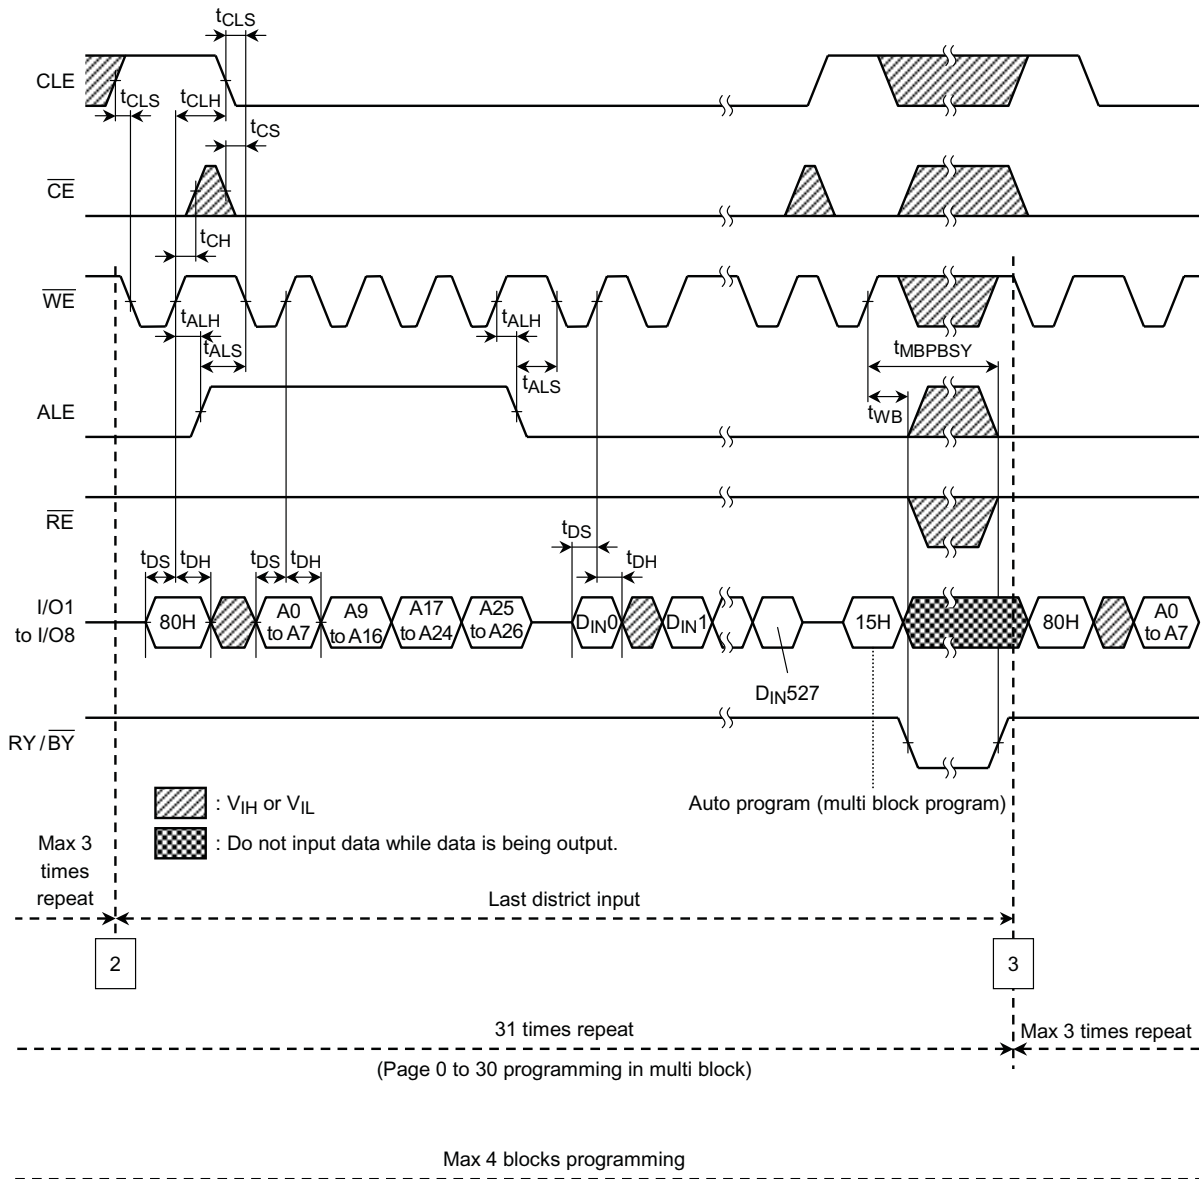 tCLS
CLE
tCLS
tCLH
tCS
CE
tCH
WE
tALH
tALH
tALS
tALS
tMBPBSY
ALE
tWB
RE
tDS
tDH
tDS
tDH
tDS
tDH
I/O1
to I/O8
80H
A0
to A7
A9
to A16
A17
to A24
A25
to A26
DIN0
DIN1
15H
80H
A0
to A7
DIN527
RY/BY
: VIH or VIL
Auto program (multi block program)
: Do not input data while data is being output.
Max 3
times
repeat
Last district input
2
3
31 times repeat
Max 3 times repeat
(Page 0 to 30 programming in multi block)
Max 4 blocks programming